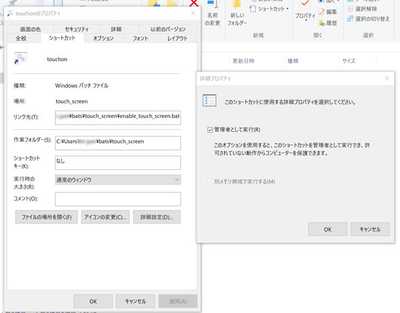 touchonのプロパティ
画面の色
セキュリティ
詳細
以前のバージョン
全般
ショートカット
オプション
フォント
レイアウト
touchon
種類:
Windows バッチ ファイル
場所:
touch_screen
リンク先(T):
¥bats¥touch_screen¥enable_touch_screen.bat
作業フォルダー(S):
C:¥Users¥ ¥bats¥touch_screen
ショートカット
キー(K):
なし
実行時の
大きさ(R):
通常のウィンドウ
コメント(O):
ファイルの場所を開く(F)
アイコンの変更(C)...
詳細設定(D)...
OK
キャンセル
適用(A)
名前
の変更
新しい
フォルダー
ショートカット
新規
プロパティ
開く
編集
履歴
開く
選択解除
選択の切り替え
選択
更新日時
種類
サイズ
詳細プロパティ
このショートカットに使用する詳細プロパティを選択してください。
管理者として実行(R)
このオプションを使用すると、このショートカットを管理者として実行でき、許
可されていない動作からコンピューターを保護できます。
別メモリ領域で実行する(M)
OK
キャンセル